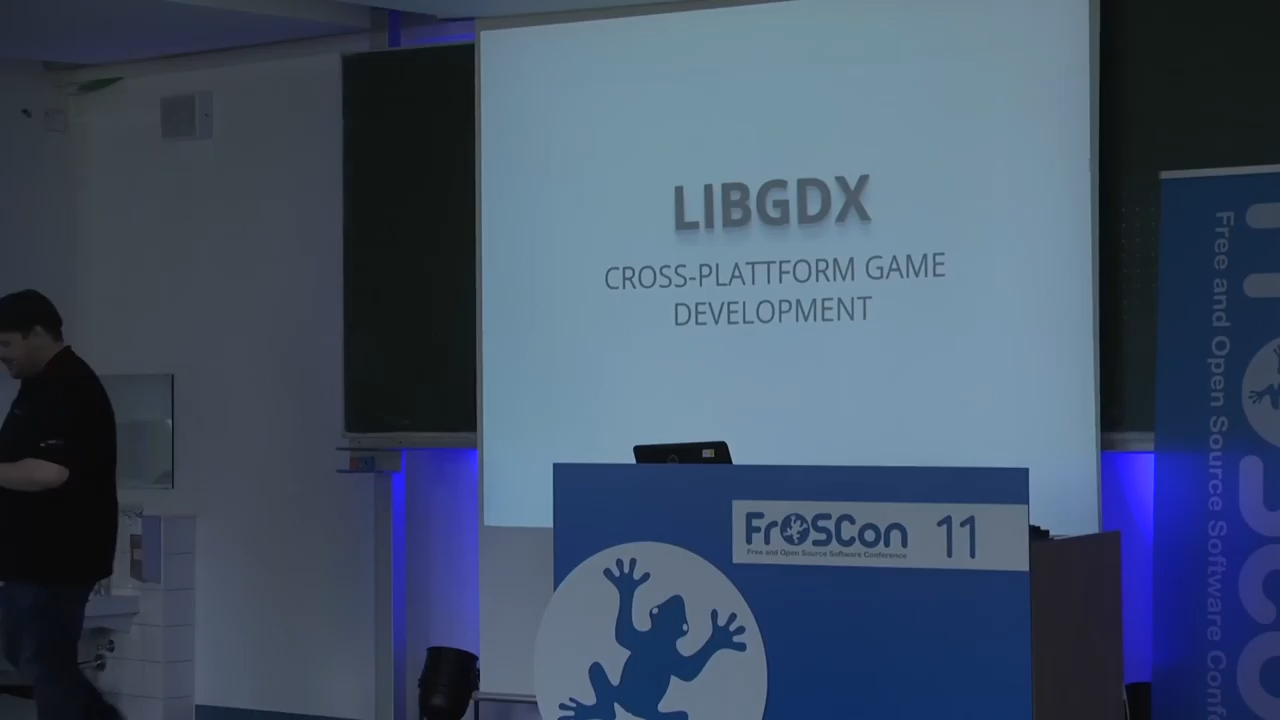 LIBGDX
CROSS-PLATTFORM GAME
DEVELOPMENT
FrOSCon 11
Free and Open Source Software Conference
Free and Open Source Software Conf